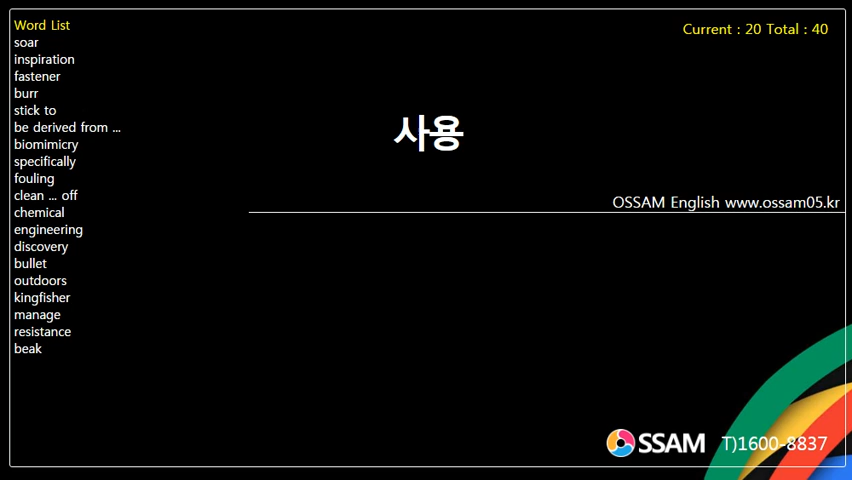 Word List
soar
inspiration
fastener
burr
stick to
be derived from ...
biomimicry
specifically
fouling
clean ... off
chemical
engineering
discovery
bullet
outdoors
kingfisher
manage
resistance
beak
Current : 20 Total : 40
사용
OSSAM English www.ossam05.kr
OSSAM T)1600-8837